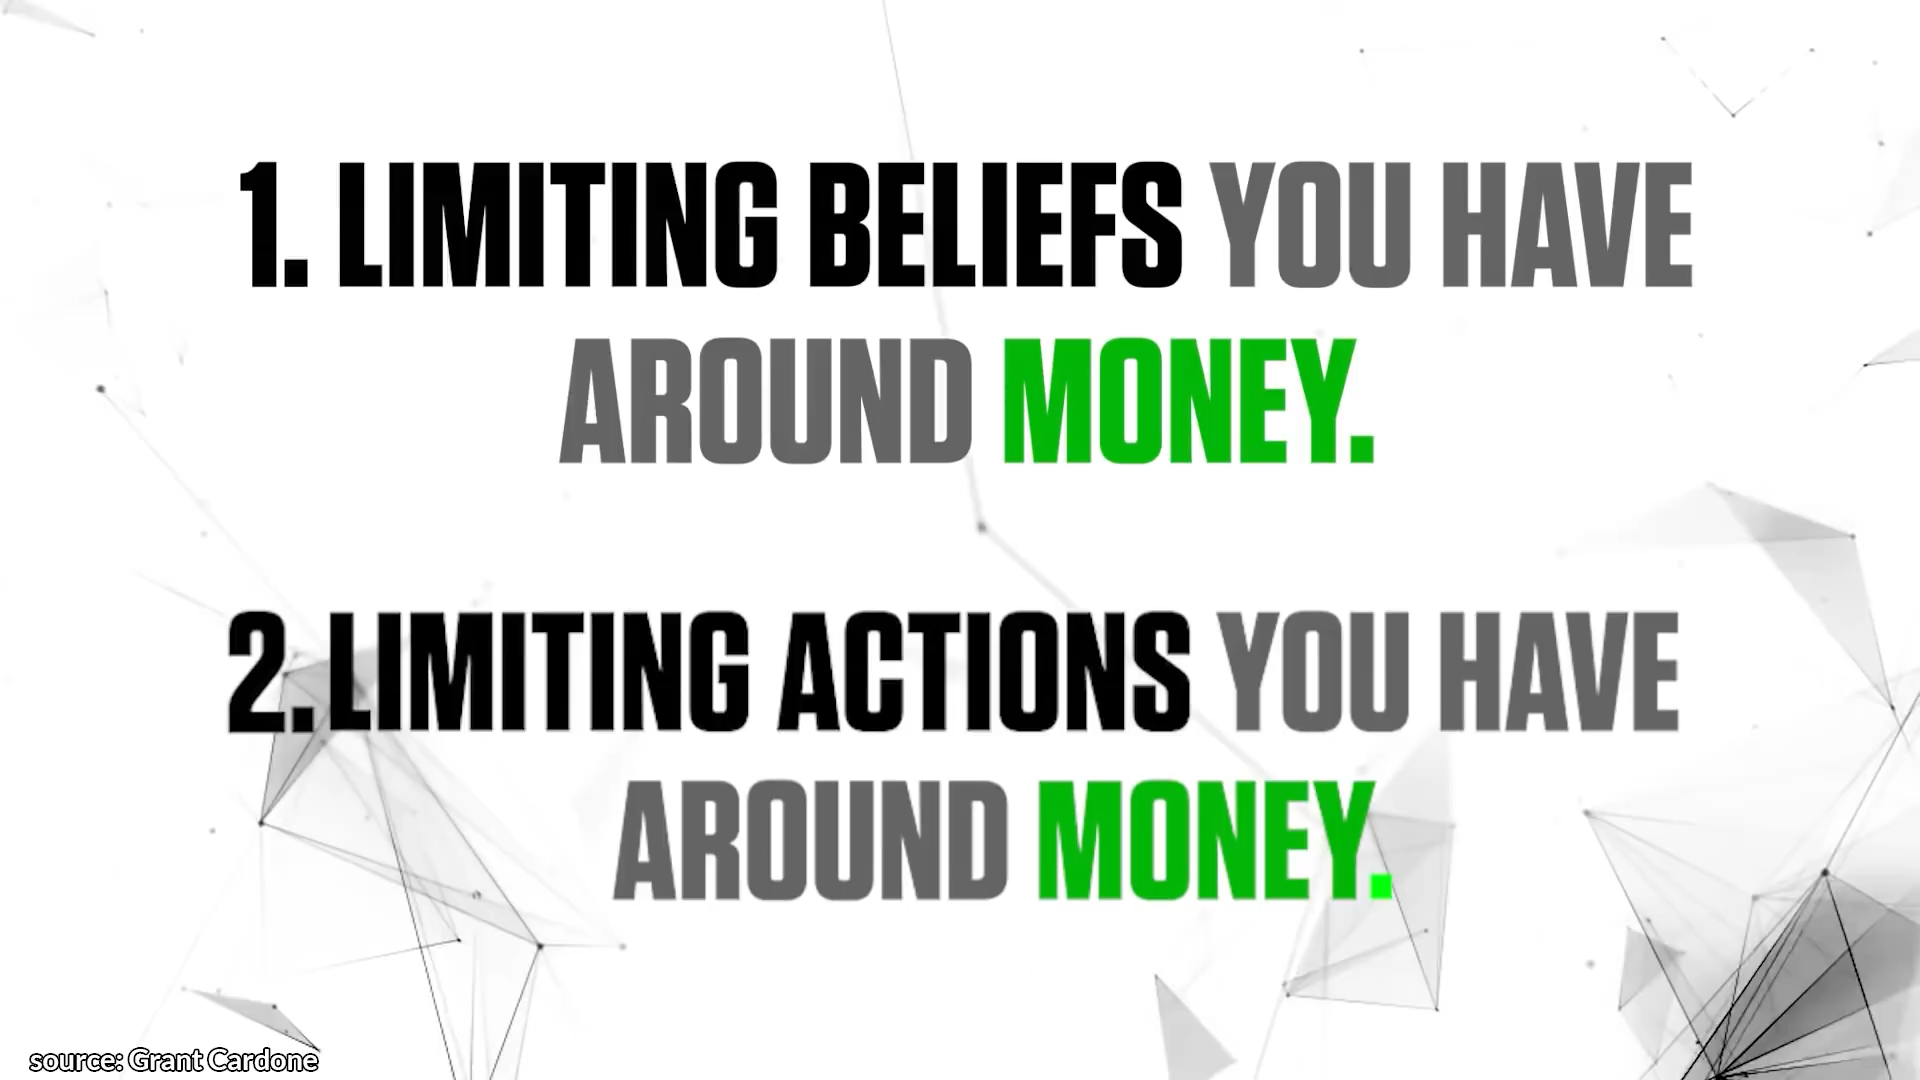 1. LIMITING BELIEFS YOU HAVE
AROUND MONEY.
2. LIMITING ACTIONS YOU HAVE
AROUND MONEY.
source: Grant Cardone